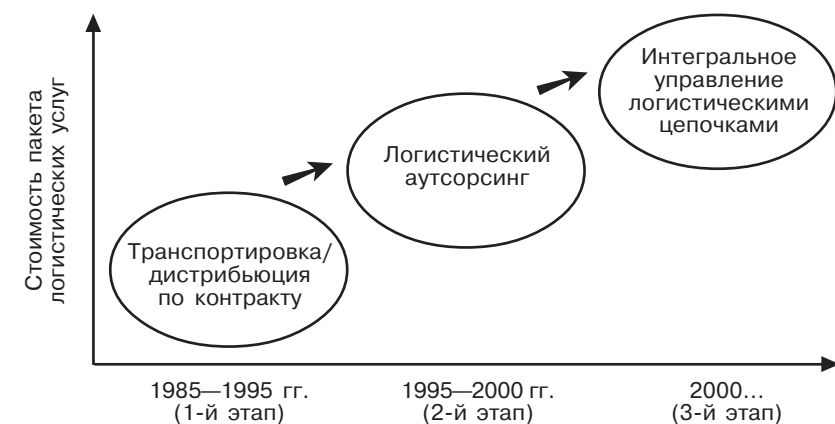 Стоимость пакета
логистических услуг
Интегральное
управление
логистическими
цепочками
Логистический
аутсорсинг
Транспортировка/
дистрибьюция
по контракту
1985—1995 гг.
(1-й этап)
1995—2000 гг.
(2-й этап)
2000...
(3-й этап)